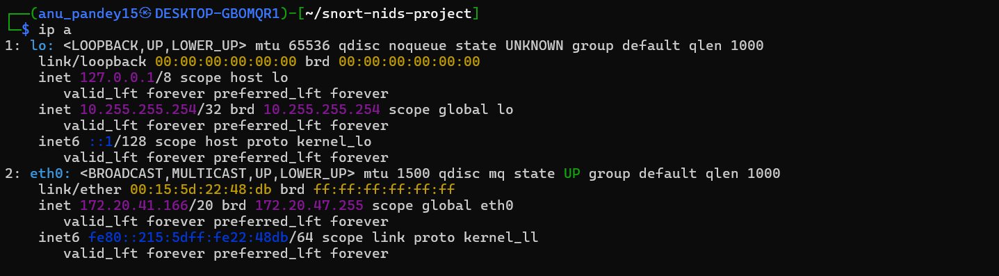 ┌──(anu_pandey15㉿DESKTOP-GBOMQR1)-[~/snort-nids-project]
└─$ ip a
1: lo: <LOOPBACK,UP,LOWER_UP> mtu 65536 qdisc noqueue state UNKNOWN group default qlen 1000
    link/loopback 00:00:00:00:00:00 brd 00:00:00:00:00:00
    inet 127.0.0.1/8 scope host lo
       valid_lft forever preferred_lft forever
    inet 10.255.255.254/32 brd 10.255.255.254 scope global lo
       valid_lft forever preferred_lft forever
    inet6 ::1/128 scope host proto kernel_lo
       valid_lft forever preferred_lft forever
2: eth0: <BROADCAST,MULTICAST,UP,LOWER_UP> mtu 1500 qdisc mq state UP group default qlen 1000
    link/ether 00:15:5d:22:48:db brd ff:ff:ff:ff:ff:ff
    inet 172.20.41.166/20 brd 172.20.47.255 scope global eth0
       valid_lft forever preferred_lft forever
    inet6 fe80::215:5dff:fe22:48db/64 scope link proto kernel_ll
       valid_lft forever preferred_lft forever